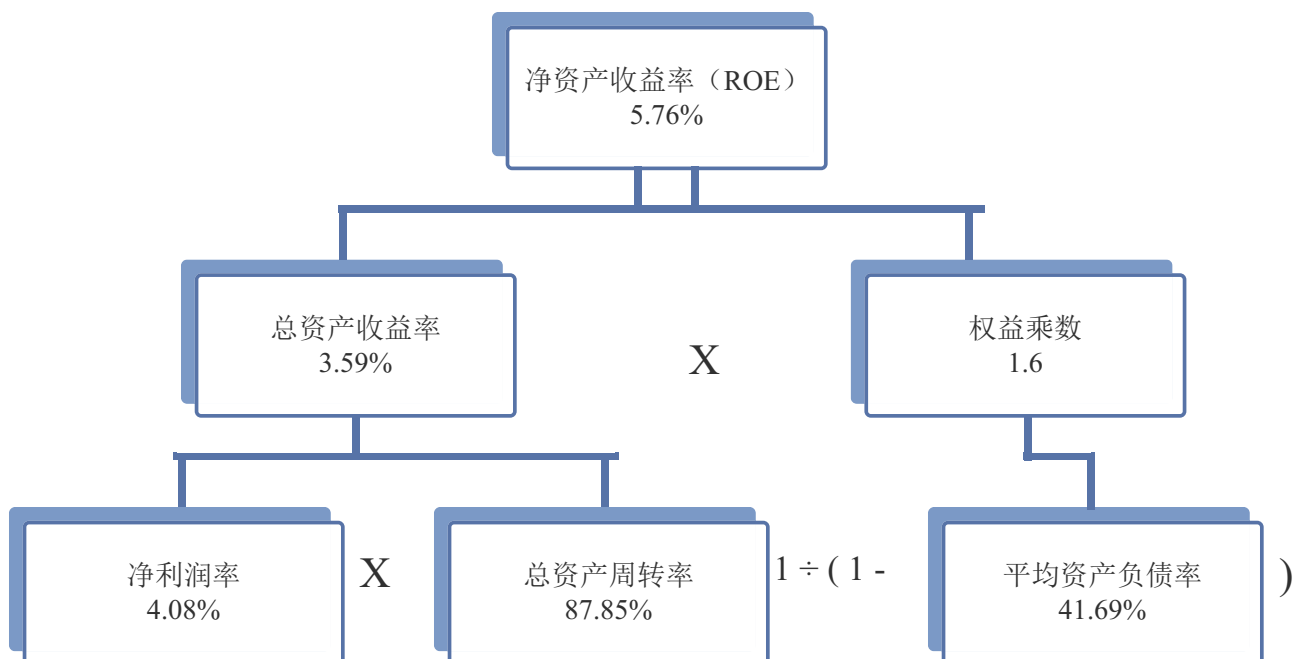 净资产收益率（ROE）
5.76%
总资产收益率
3.59%
X
权益乘数
1.6
净利润率
4.08%
X
总资产周转率
87.85%
1 ÷ ( 1 -
平均资产负债率
41.69%
)